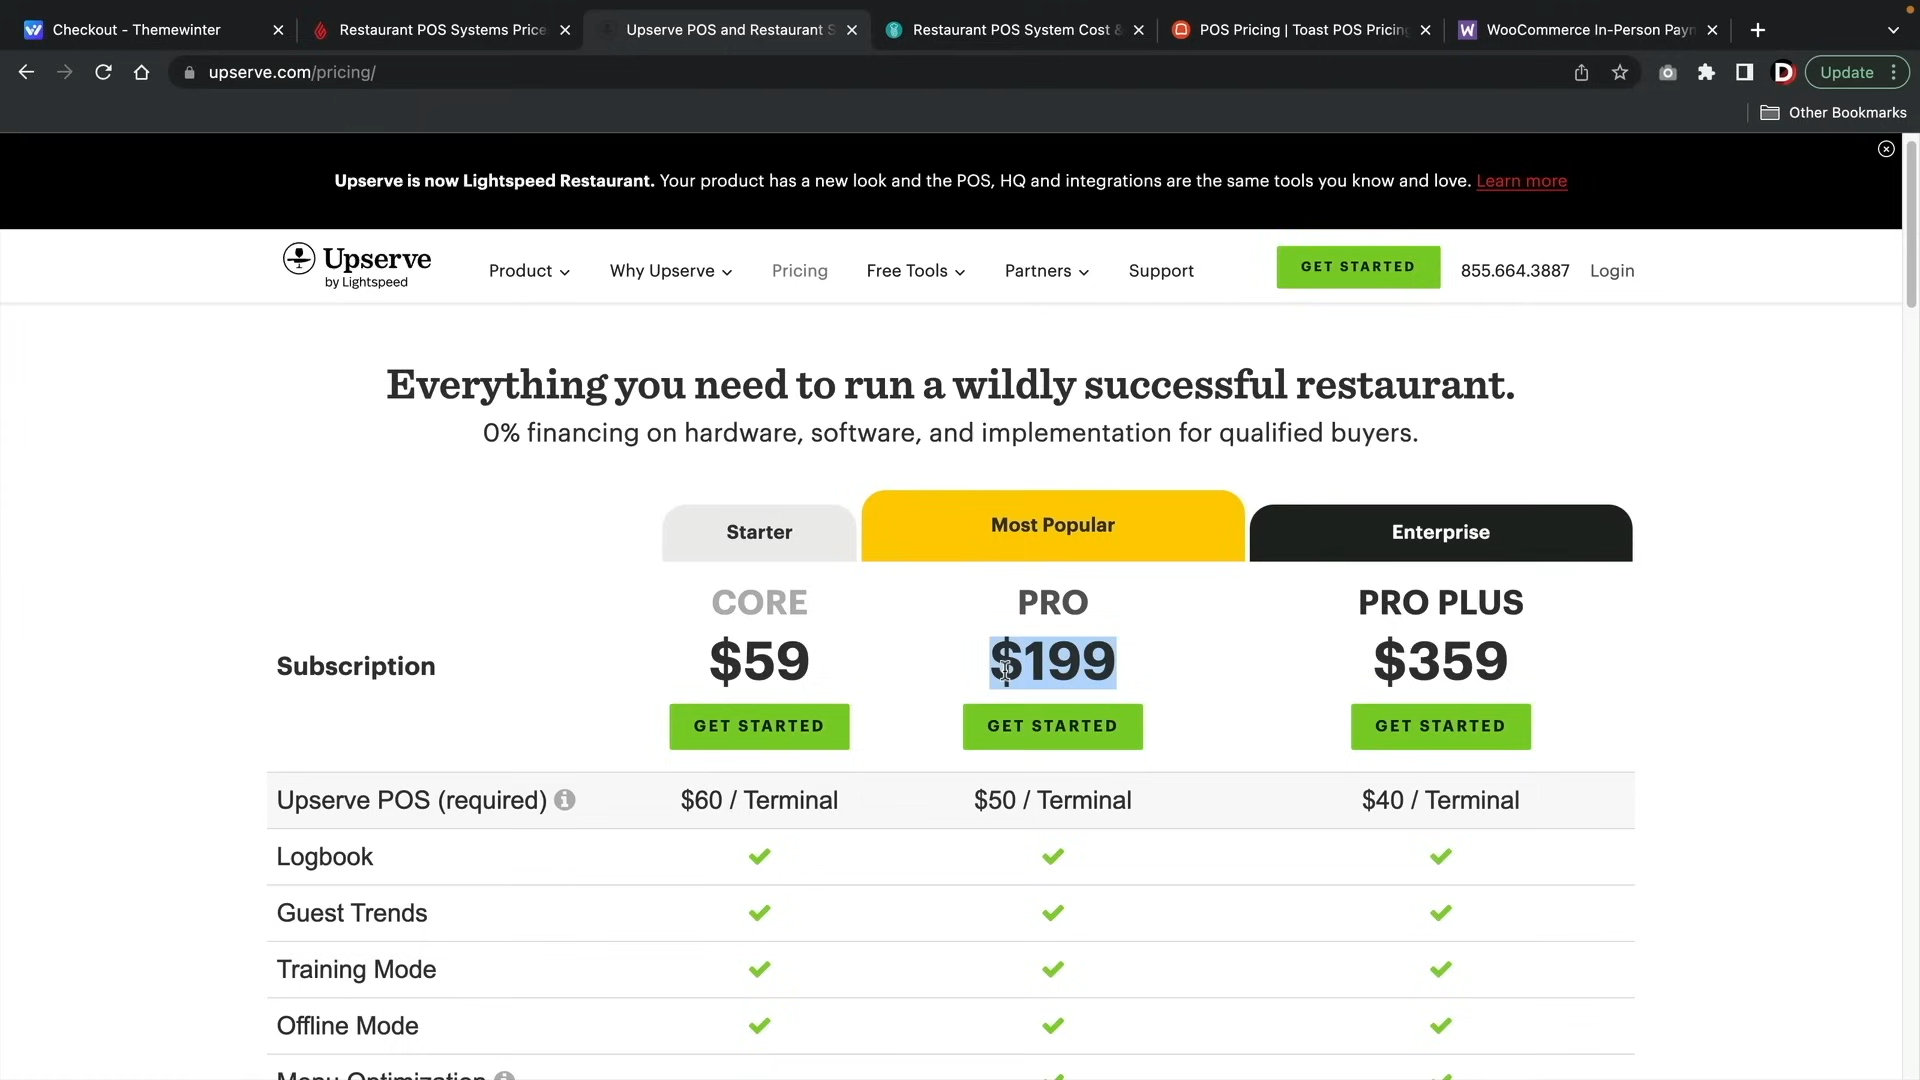 Checkout - Themewinter
Restaurant POS Systems Price
Upserve POS and Restaurant S
Restaurant POS System Cost &
POS Pricing | Toast POS Pricing
WooCommerce In-Person Paym
upserve.com/pricing/
Update
Other Bookmarks
Upserve is now Lightspeed Restaurant. Your product has a new look and the POS, HQ and integrations are the same tools you know and love. Learn more
Upserve
by Lightspeed
Product
Why Upserve
Pricing
Free Tools
Partners
Support
GET STARTED
855.664.3887
Login
Everything you need to run a wildly successful restaurant.
0% financing on hardware, software, and implementation for qualified buyers.
Starter
Most Popular
Enterprise
CORE
PRO
PRO PLUS
Subscription
$59
$199
$359
GET STARTED
GET STARTED
GET STARTED
Upserve POS (required)
$60 / Terminal
$50 / Terminal
$40 / Terminal
Logbook
Guest Trends
Training Mode
Offline Mode
Menu Optimization